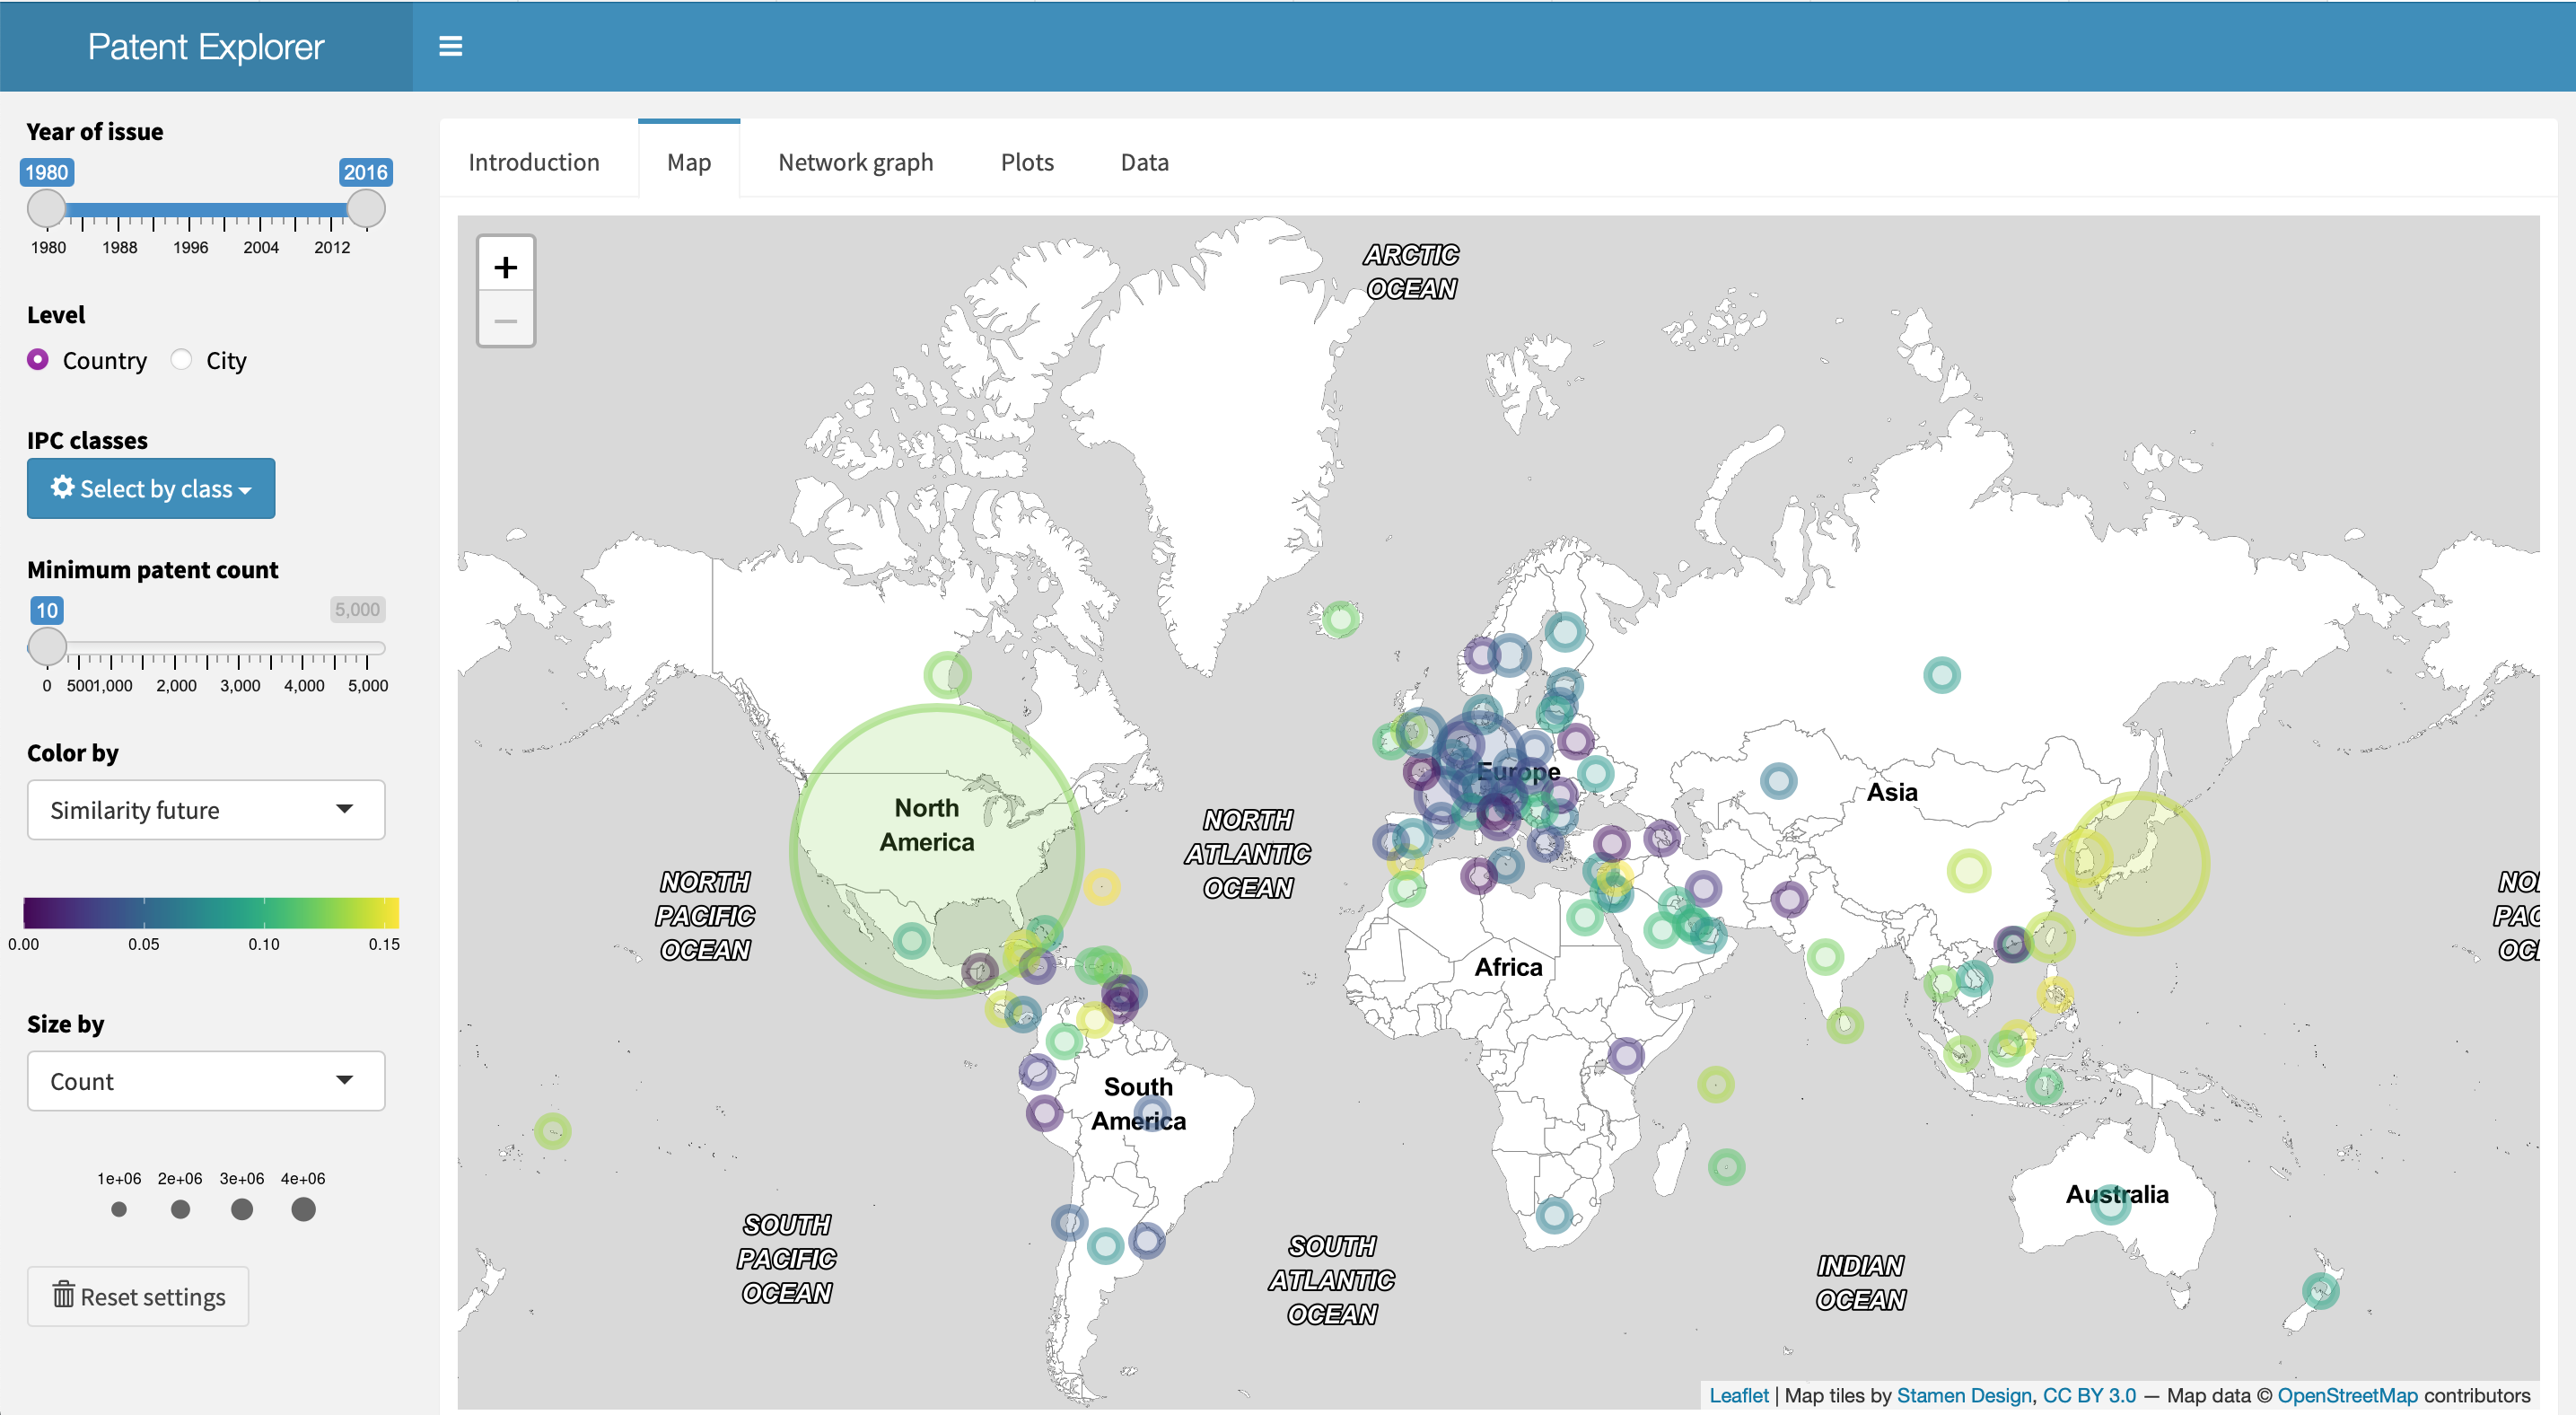 Patent Explorer
Year of issue
1980 2016
1980 1988 1996 2004 2012
Level
Country City
IPC classes
Select by class
Minimum patent count
10 5,000
0 500 1,000 2,000 3,000 4,000 5,000
Color by
Similarity future
0.00 0.05 0.10 0.15
Size by
Count
1e+06 2e+06 3e+06 4e+06
Reset settings
Introduction Map Network graph Plots Data
+
−
ARCTIC
OCEAN
Europe
Asia
North
America
NORTH
ATLANTIC
OCEAN
NORTH
PACIFIC
OCEAN
NO
PAC
OC
Africa
South
America
Australia
SOUTH
PACIFIC
OCEAN
SOUTH
ATLANTIC
OCEAN
INDIAN
OCEAN
Leaflet | Map tiles by Stamen Design, CC BY 3.0 — Map data © OpenStreetMap contributors